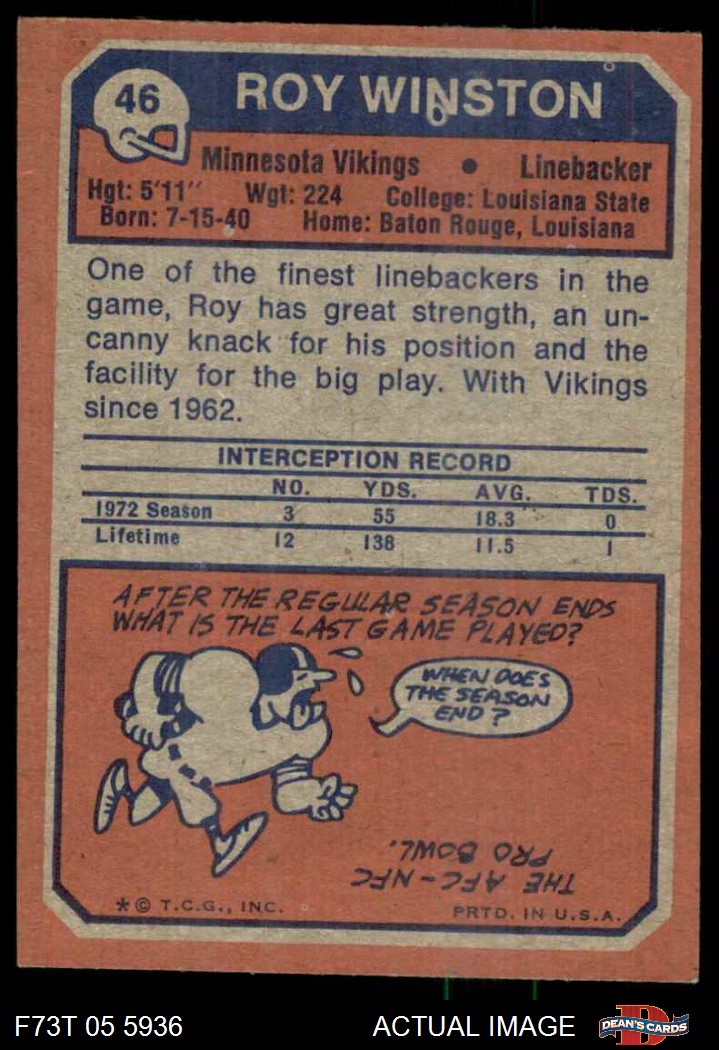 46
ROY WINSTON
Minnesota Vikings • Linebacker
Hgt: 5'11" Wgt: 224 College: Louisiana State
Born: 7-15-40 Home: Baton Rouge, Louisiana
One of the finest linebackers in the
game, Roy has great strength, an un-
canny knack for his position and the
facility for the big play. With Vikings
since 1962.
INTERCEPTION RECORD
NO. YDS. AVG. TDS.
1972 Season 3 55 18.3 0
Lifetime 12 138 11.5 1
AFTER THE REGULAR SEASON ENDS
WHAT IS THE LAST GAME PLAYED?
WHEN DOES
THE SEASON
END?
THE AFC-NFC
PRO BOWL.
*© T.C.G., INC. PRTD. IN U.S.A.
F73T 05 5936 ACTUAL IMAGE
D
DEAN'S CARDS